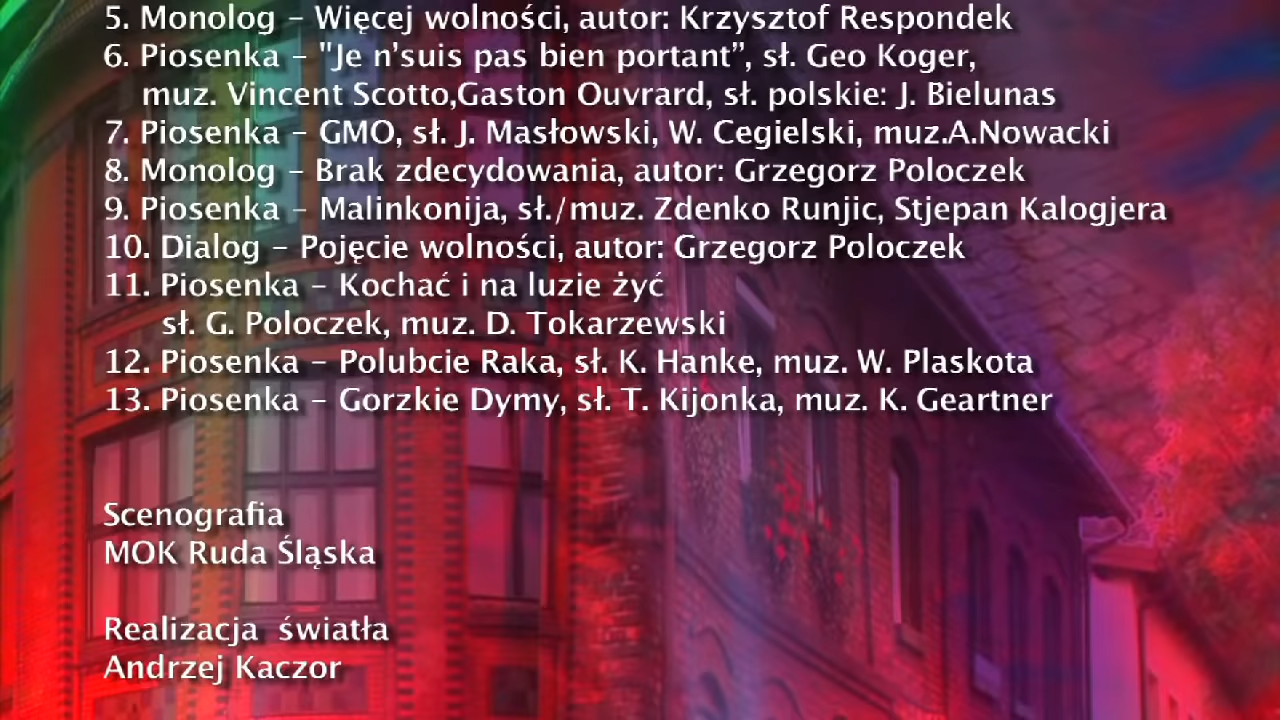 5. Monolog – Więcej wolności, autor: Krzysztof Respondek
6. Piosenka – "Je n'suis pas bien portant”, sł. Geo Koger,
muz. Vincent Scotto,Gaston Ouvrard, sł. polskie: J. Bielunas
7. Piosenka – GMO, sł. J. Masłowski, W. Cegielski, muz.A.Nowacki
8. Monolog – Brak zdecydowania, autor: Grzegorz Poloczek
9. Piosenka – Malinkonija, sł./muz. Zdenko Runjic, Stjepan Kalogjera
10. Dialog – Pojęcie wolności, autor: Grzegorz Poloczek
11. Piosenka – Kochać i na luzie żyć
sł. G. Poloczek, muz. D. Tokarzewski
12. Piosenka – Polubcie Raka, sł. K. Hanke, muz. W. Plaskota
13. Piosenka – Gorzkie Dymy, sł. T. Kijonka, muz. K. Geartner
Scenografia
MOK Ruda Śląska
Realizacja  światła
Andrzej Kaczor